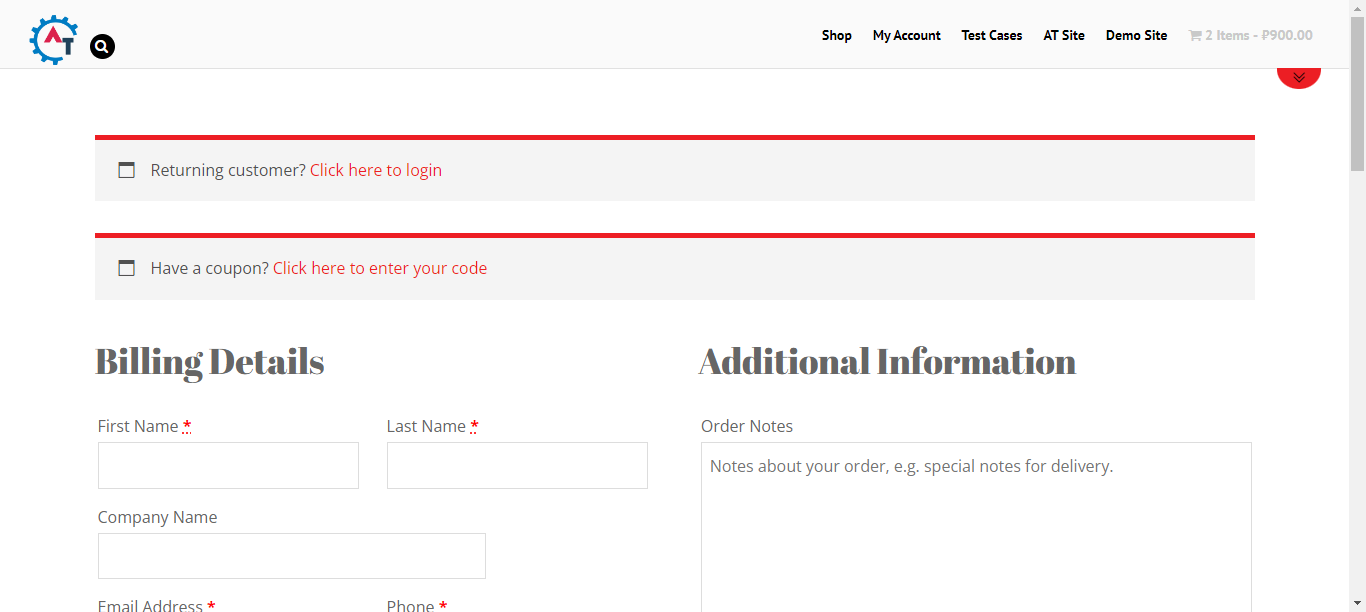 AT
Shop My Account Test Cases AT Site Demo Site 2 Items - ₽900.00
Returning customer? Click here to login
Have a coupon? Click here to enter your code
Billing Details
First Name *
Last Name *
Company Name
Email Address *
Phone *
Additional Information
Order Notes
Notes about your order, e.g. special notes for delivery.